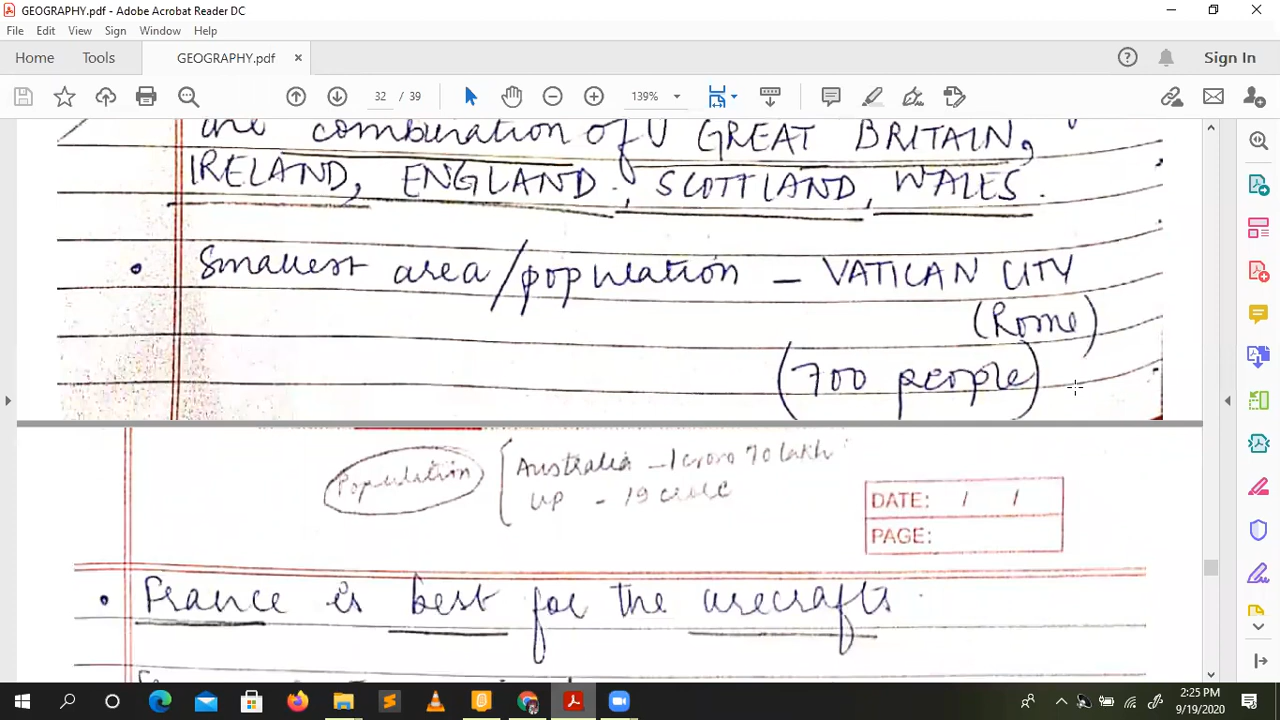 GEOGRAPHY.pdf - Adobe Acrobat Reader DC
File Edit View Sign Window Help
Home Tools GEOGRAPHY.pdf × Sign In
32 / 39 139%
the combination of GREAT BRITAIN,
IRELAND, ENGLAND, SCOTTLAND, WALES.
• Smallest area/population – VATICAN CITY
(Rome)
(700 people)
Population Australia – 1 crore 70 lakh
UP – 19 crore
DATE: / /
PAGE:
• France is best for the arecrafts.
2:25 PM
9/19/2020